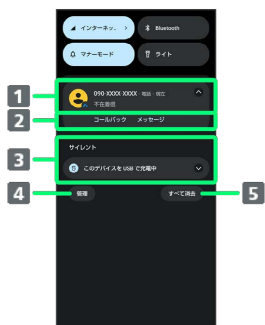 インターネッ.. >
Bluetooth
マナーモード
ライト
1
090-XXXX-XXXX・電話・現在
不在着信
2
コールバック メッセージ
サイレント
3
このデバイスを USB で充電中
4
管理
すべて消去
5